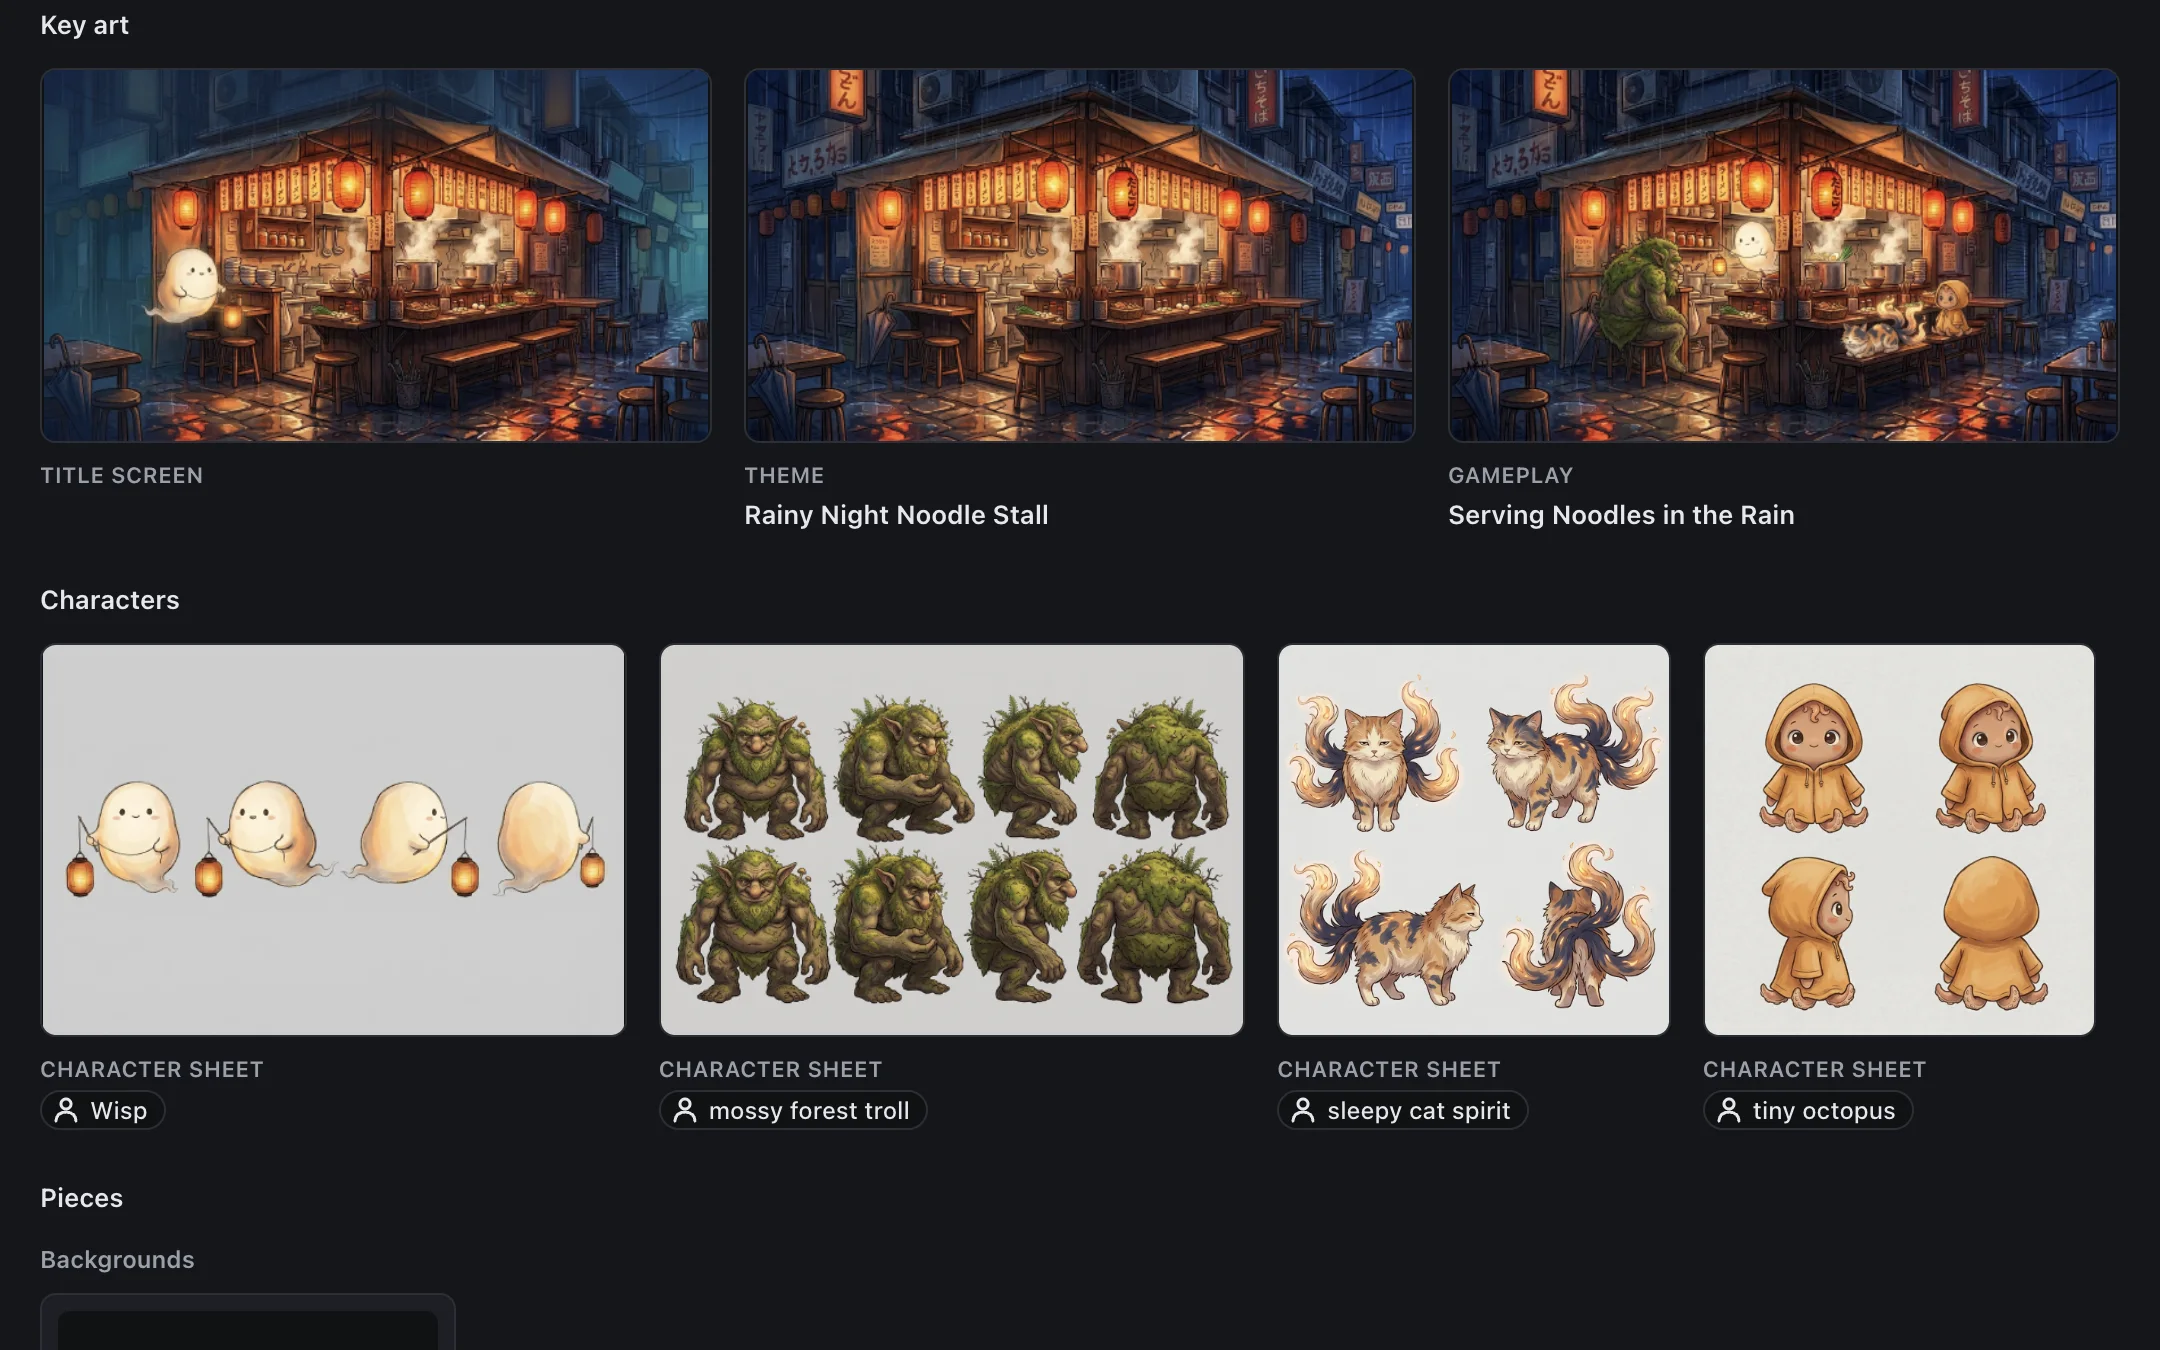 Key art
TITLE SCREEN
THEME
Rainy Night Noodle Stall
GAMEPLAY
Serving Noodles in the Rain
Characters
CHARACTER SHEET
Wisp
CHARACTER SHEET
mossy forest troll
CHARACTER SHEET
sleepy cat spirit
CHARACTER SHEET
tiny octopus
Pieces
Backgrounds